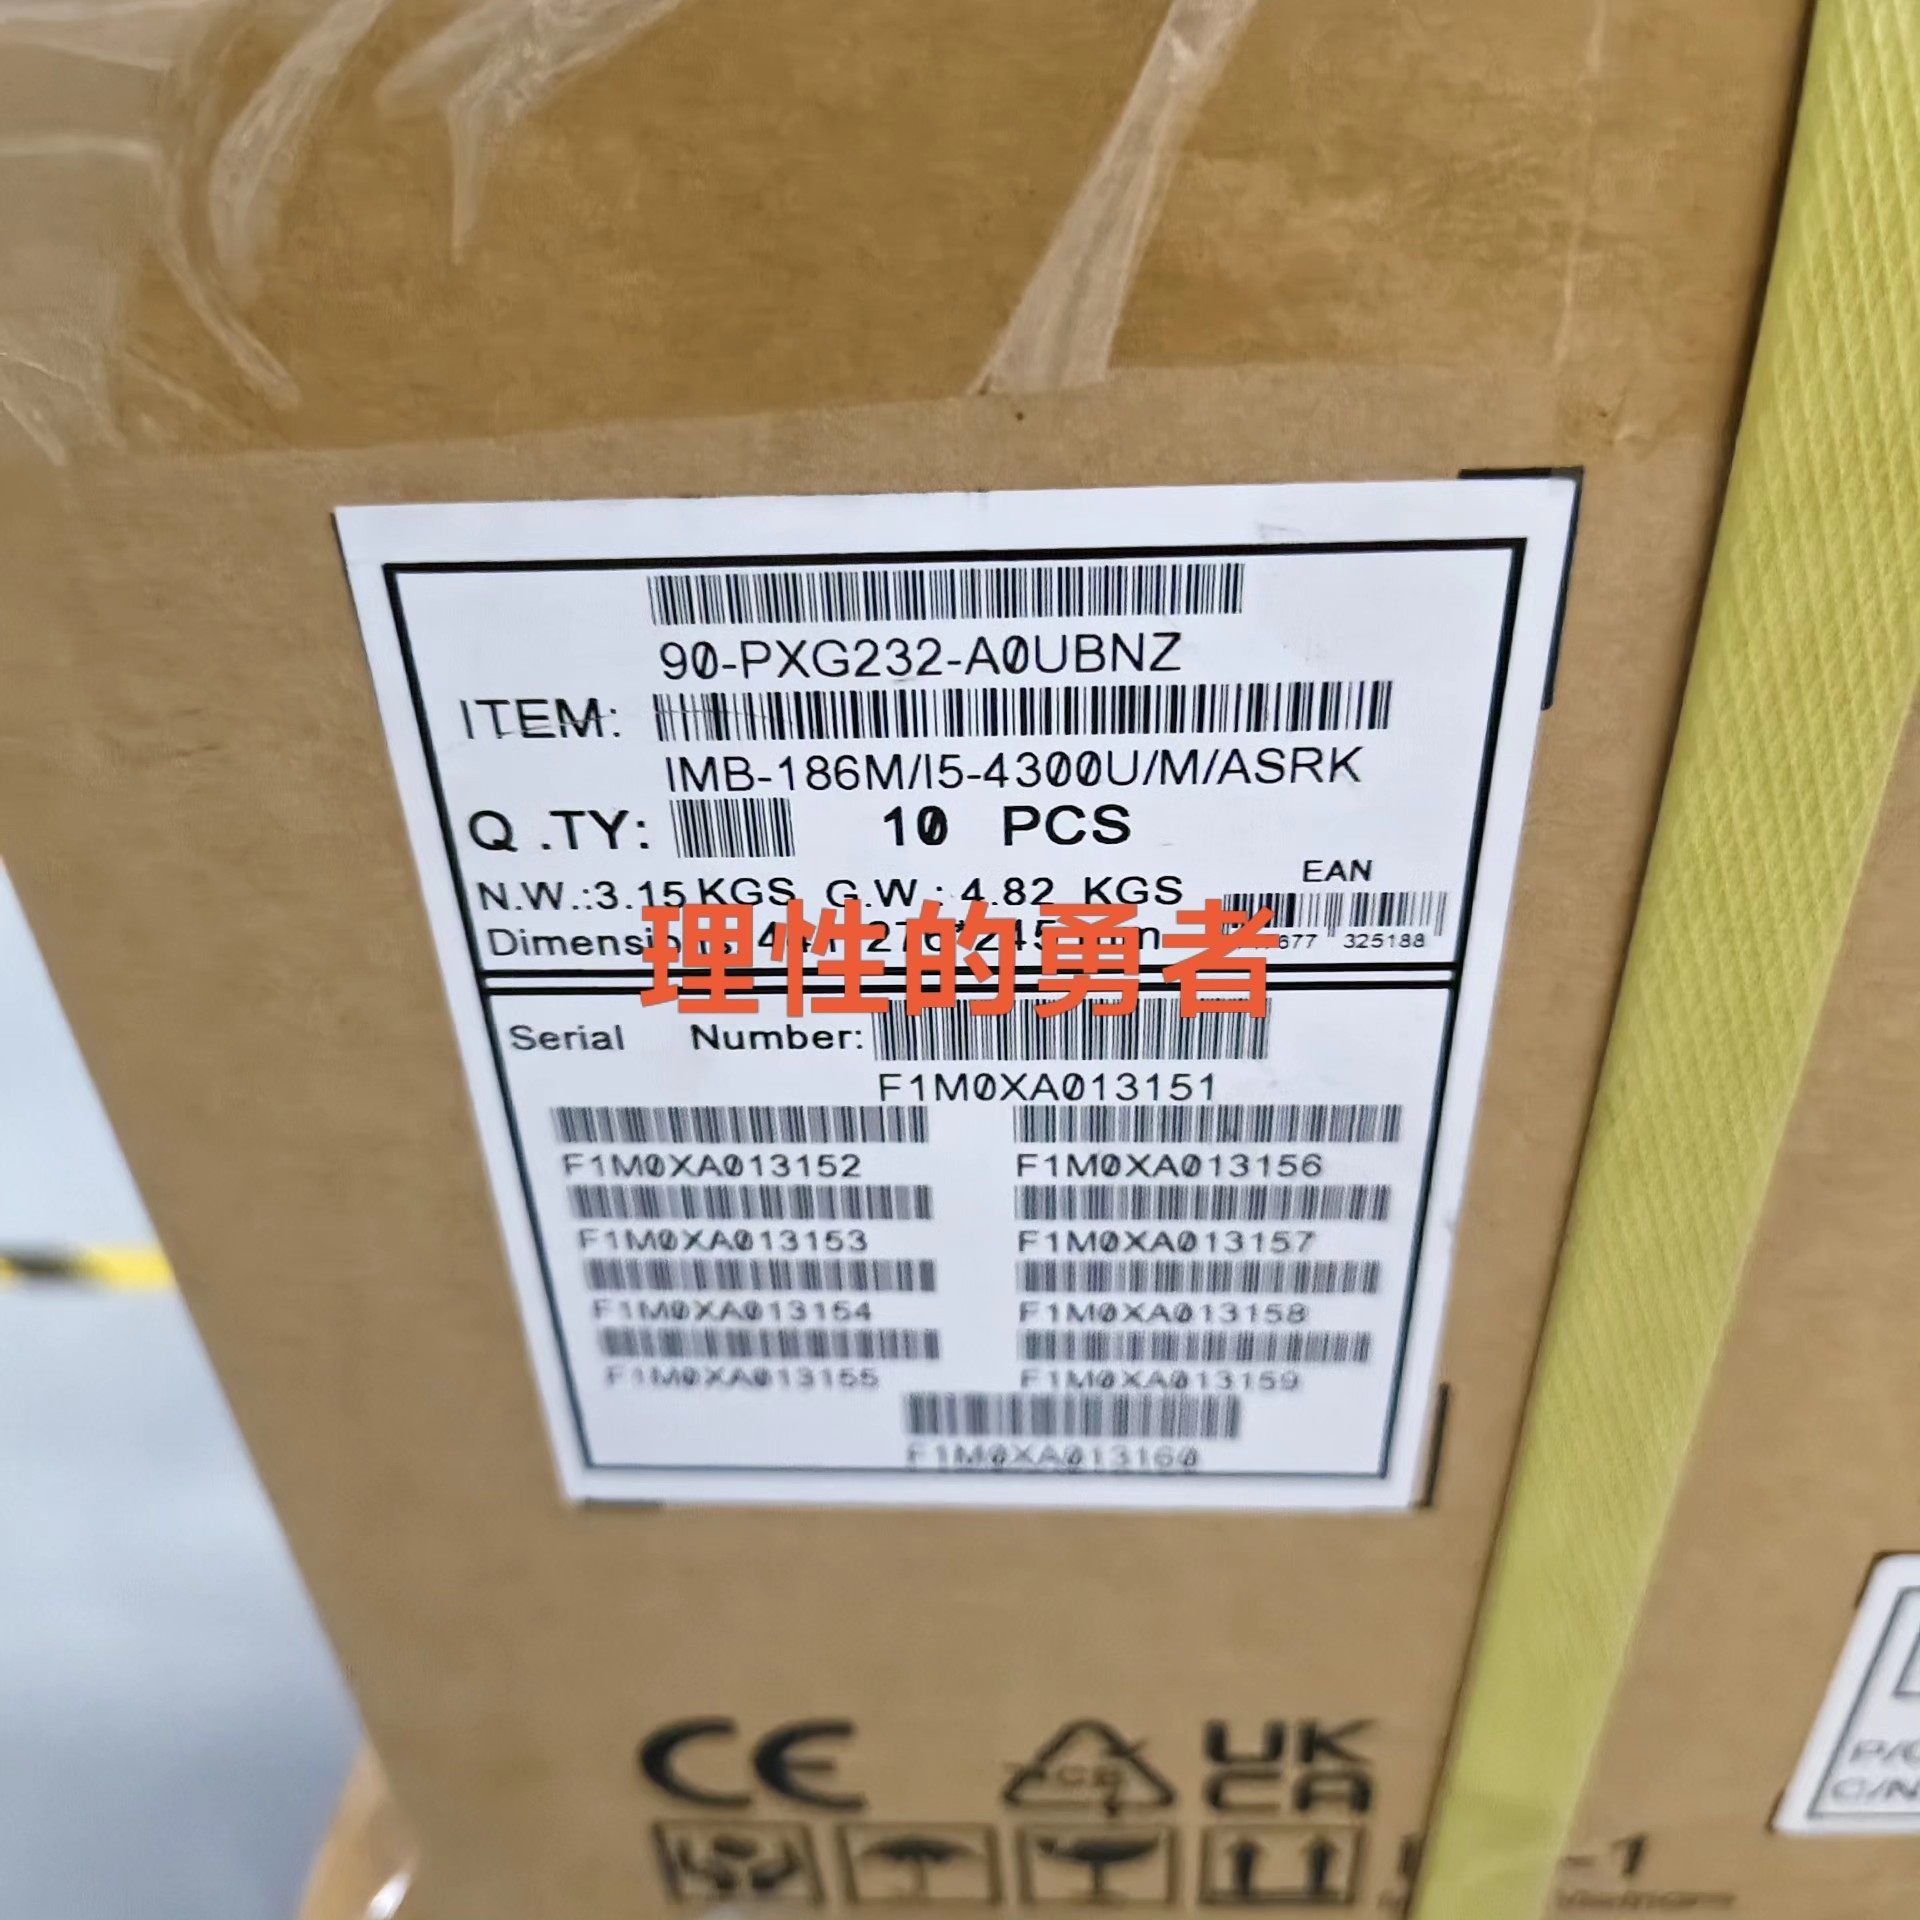 90-PXG232-A0UBNZ
ITEM:
IMB-186M/I5-4300U/M/ASRK
Q .TY: 10 PCS
EAN
N.W.:3.15 KGS G.W.: 4.82 KGS
325188
理性的勇者
Serial Number:
F1M0XA013151
F1M0XA013152 F1M0XA013156
F1M0XA013153 F1M0XA013157
F1M0XA013154 F1M0XA013158
F1M0XA013155 F1M0XA013159
F1M0XA013160
CE
UK
CA